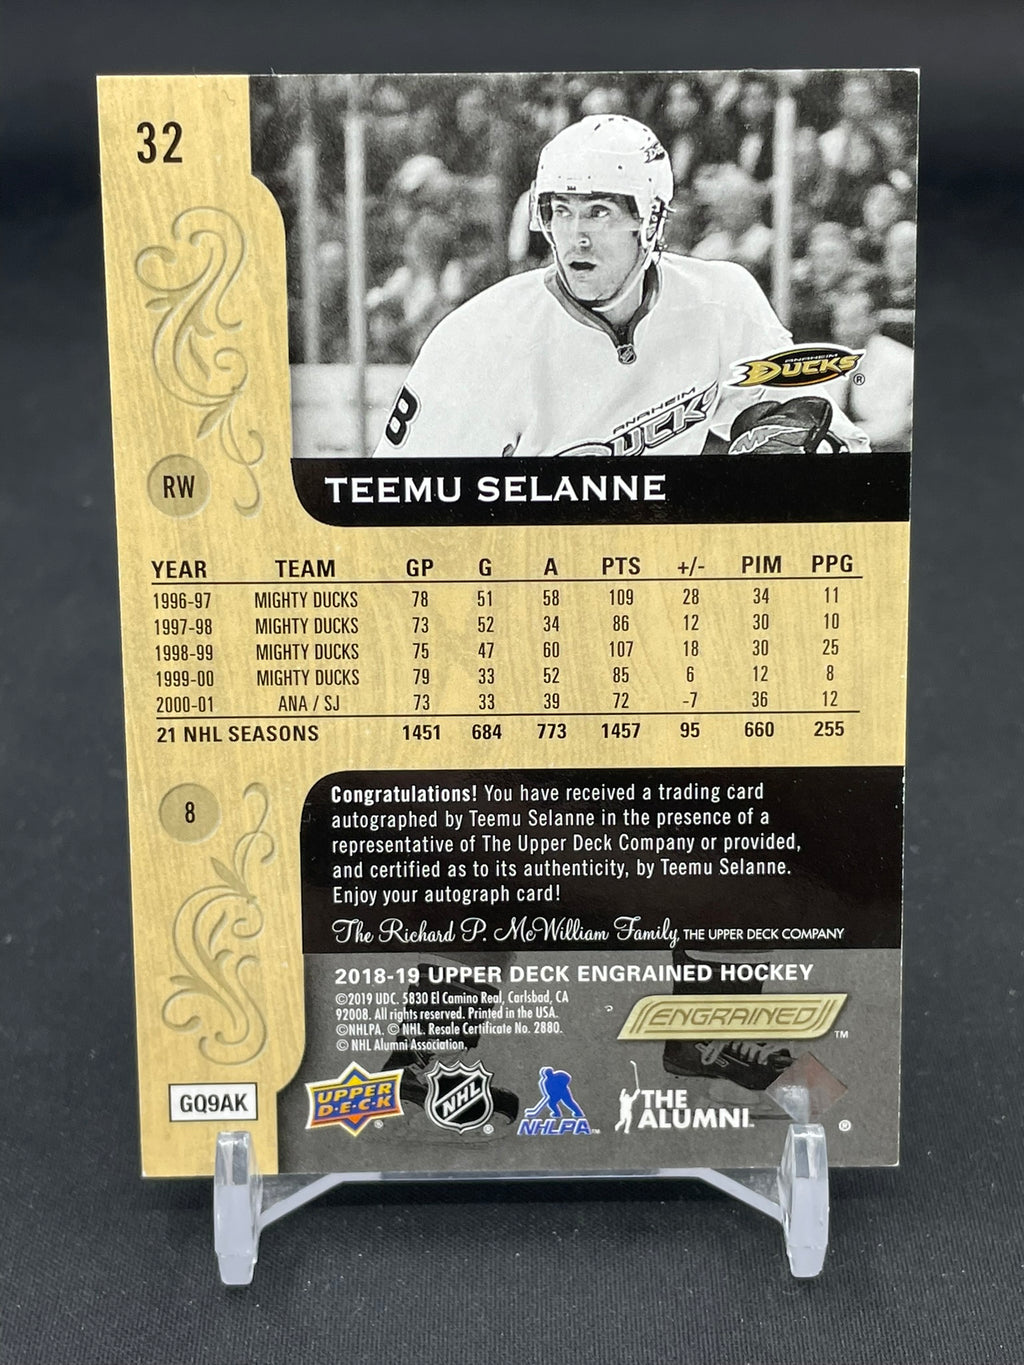 32
8
ANAHEIM
DUCKS
ANAHEIM
DUCKS®
RW
TEEMU SELANNE
YEAR TEAM GP G A PTS +/- PIM PPG
1996-97 MIGHTY DUCKS 78 51 58 109 28 34 11
1997-98 MIGHTY DUCKS 73 52 34 86 12 30 10
1998-99 MIGHTY DUCKS 75 47 60 107 18 30 25
1999-00 MIGHTY DUCKS 79 33 52 85 6 12 8
2000-01 ANA / SJ 73 33 39 72 -7 36 12
21 NHL SEASONS 1451 684 773 1457 95 660 255
8
Congratulations! You have received a trading card
autographed by Teemu Selanne in the presence of a
representative of The Upper Deck Company or provided,
and certified as to its authenticity, by Teemu Selanne.
Enjoy your autograph card!
The Richard P. McWilliam Family, THE UPPER DECK COMPANY
2018-19 UPPER DECK ENGRAINED HOCKEY
©2019 UDC. 5830 El Camino Real, Carlsbad, CA
92008. All rights reserved. Printed in the USA.
©NHLPA. © NHL. Resale Certificate No. 2880.
© NHL Alumni Association.
ENGRAINED™
GQ9AK
UPPER
D·E·C·K®
NHL®
NHLPA™
THE
ALUMNI™
®